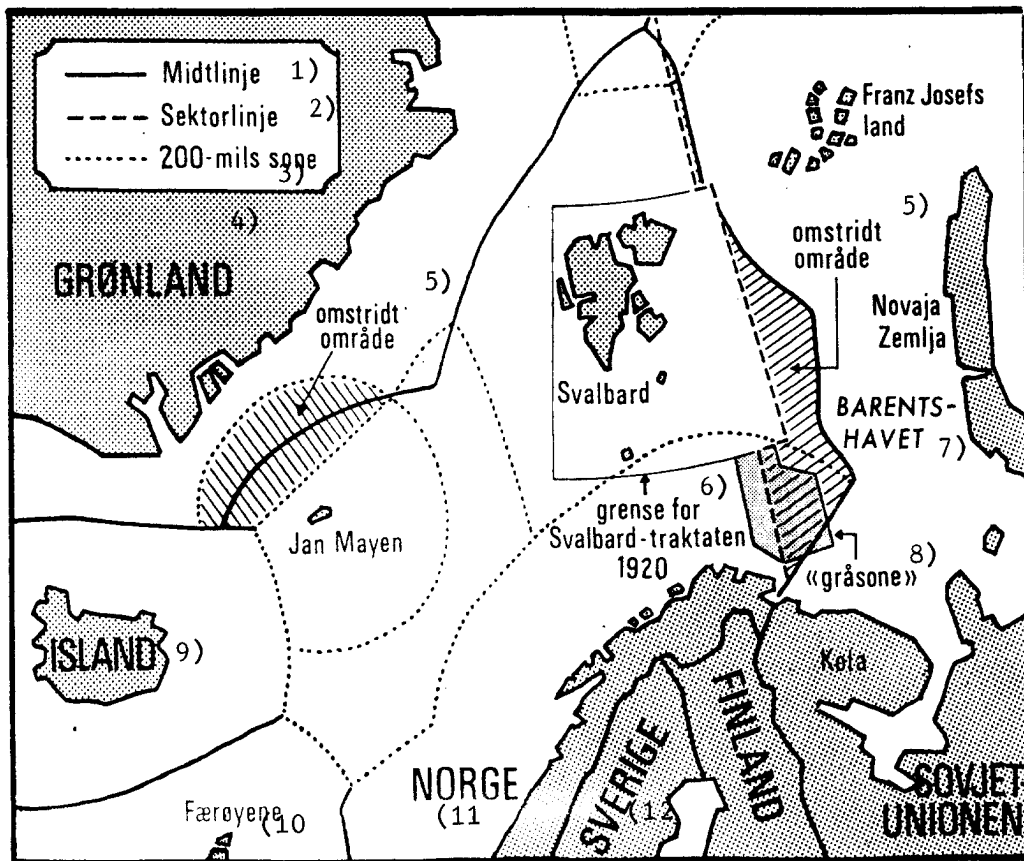 Midtlinje 1)
Sektorlinje 2)
200-mils sone
3)
4)
GRØNLAND
5)
omstridt
område
Franz Josefs
land
5)
omstridt
område
Novaja
Zemlja
Svalbard
BARENTS-
HAVET 7)
6)
grense for
Svalbard-traktaten
1920
8)
«gråsone»
Jan Mayen
ISLAND 9)
Kola
NORGE
(11
SVERIGE
(12
FINLAND
SOVJET
UNIONEN
Færøyene
(10